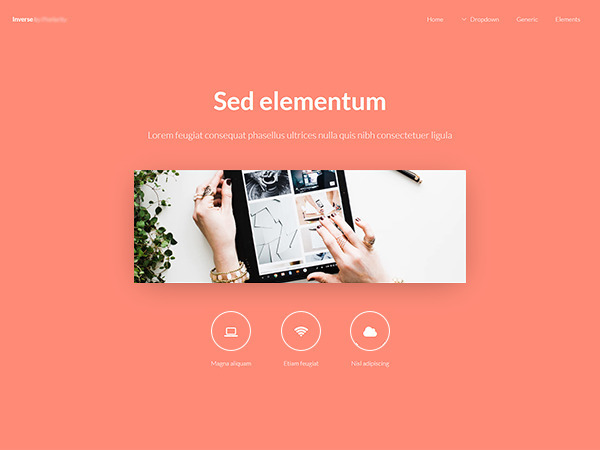 Inverse
Home Dropdown Generic Elements
Sed elementum
Lorem feugiat consequat phasellus ultrices nulla quis nibh consectetuer ligula
Magna aliquam Etiam feugiat Nisl adipiscing